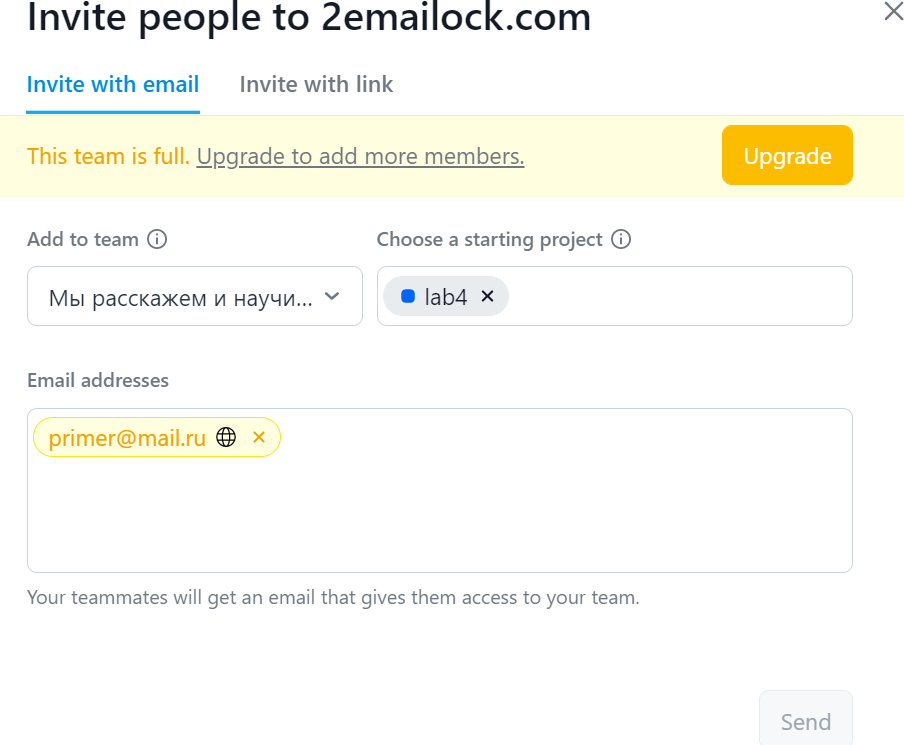 Invite people to 2emailock.com
Invite with email Invite with link
This team is full. Upgrade to add more members. Upgrade
Add to team Choose a starting project
Мы расскажем и научи... lab4
Email addresses
primer@mail.ru
Your teammates will get an email that gives them access to your team.
Send